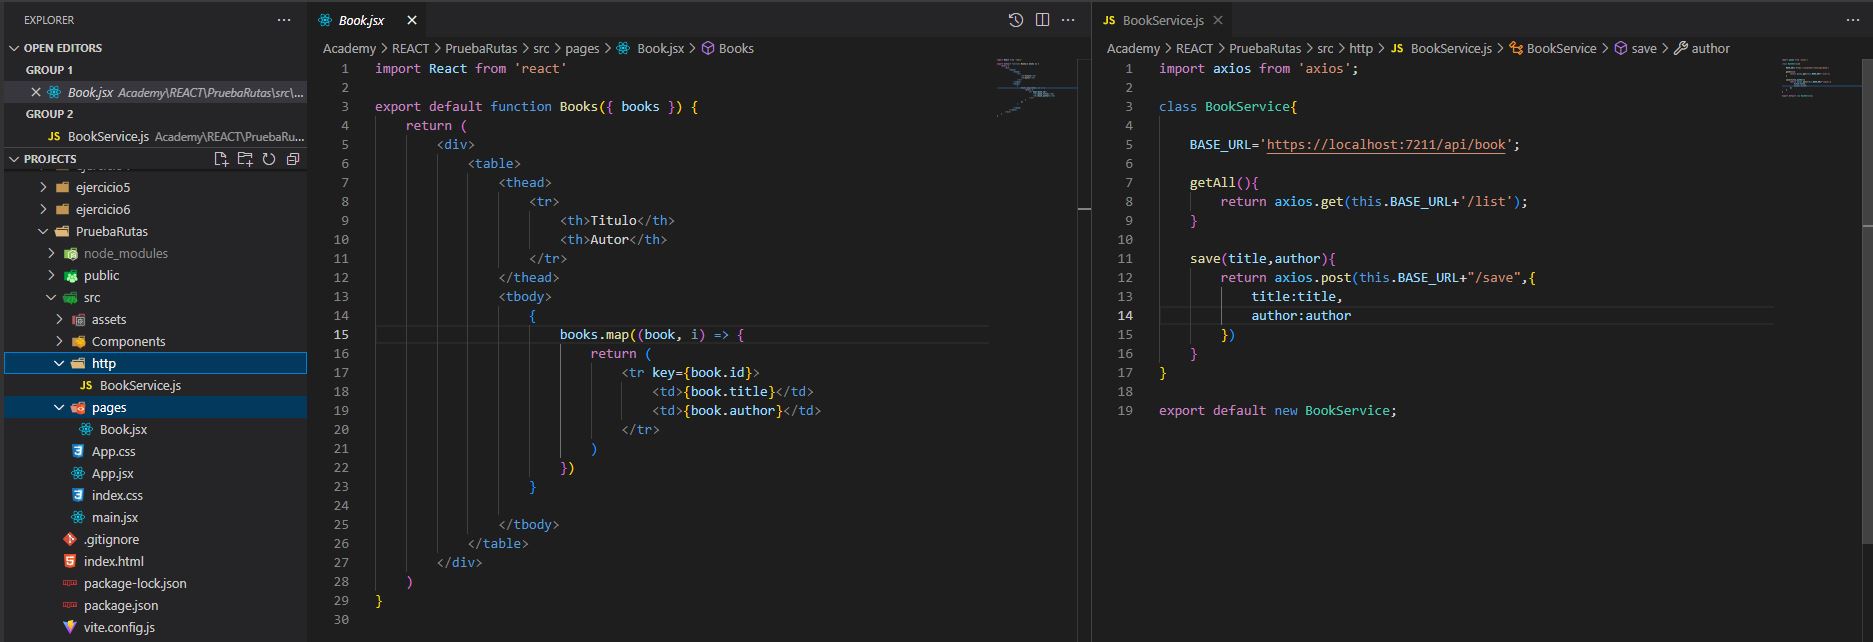 EXPLORER
OPEN EDITORS
GROUP 1
Book.jsx Academy\REACT\PruebaRutas\src\...
GROUP 2
JS BookService.js Academy\REACT\PruebaRu...
PROJECTS
ejercicio5
ejercicio6
PruebaRutas
node_modules
public
src
assets
Components
http
JS BookService.js
pages
Book.jsx
App.css
App.jsx
index.css
main.jsx
.gitignore
index.html
package-lock.json
package.json
vite.config.js
Book.jsx
Academy > REACT > PruebaRutas > src > pages > Book.jsx > Books
1 import React from 'react'
2
3 export default function Books({ books }) {
4 return (
5 <div>
6 <table>
7 <thead>
8 <tr>
9 <th>Titulo</th>
10 <th>Autor</th>
11 </tr>
12 </thead>
13 <tbody>
14 {
15 books.map((book, i) => {
16 return (
17 <tr key={book.id}>
18 <td>{book.title}</td>
19 <td>{book.author}</td>
20 </tr>
21 )
22 })
23 }
24
25 </tbody>
26 </table>
27 </div>
28 )
29 }
30
JS BookService.js
Academy > REACT > PruebaRutas > src > http > JS BookService.js > BookService > save > author
1 import axios from 'axios';
2
3 class BookService{
4
5 BASE_URL='https://localhost:7211/api/book';
6
7 getAll(){
8 return axios.get(this.BASE_URL+'/list');
9 }
10
11 save(title,author){
12 return axios.post(this.BASE_URL+"/save",{
13 title:title,
14 author:author
15 })
16 }
17 }
18
19 export default new BookService;